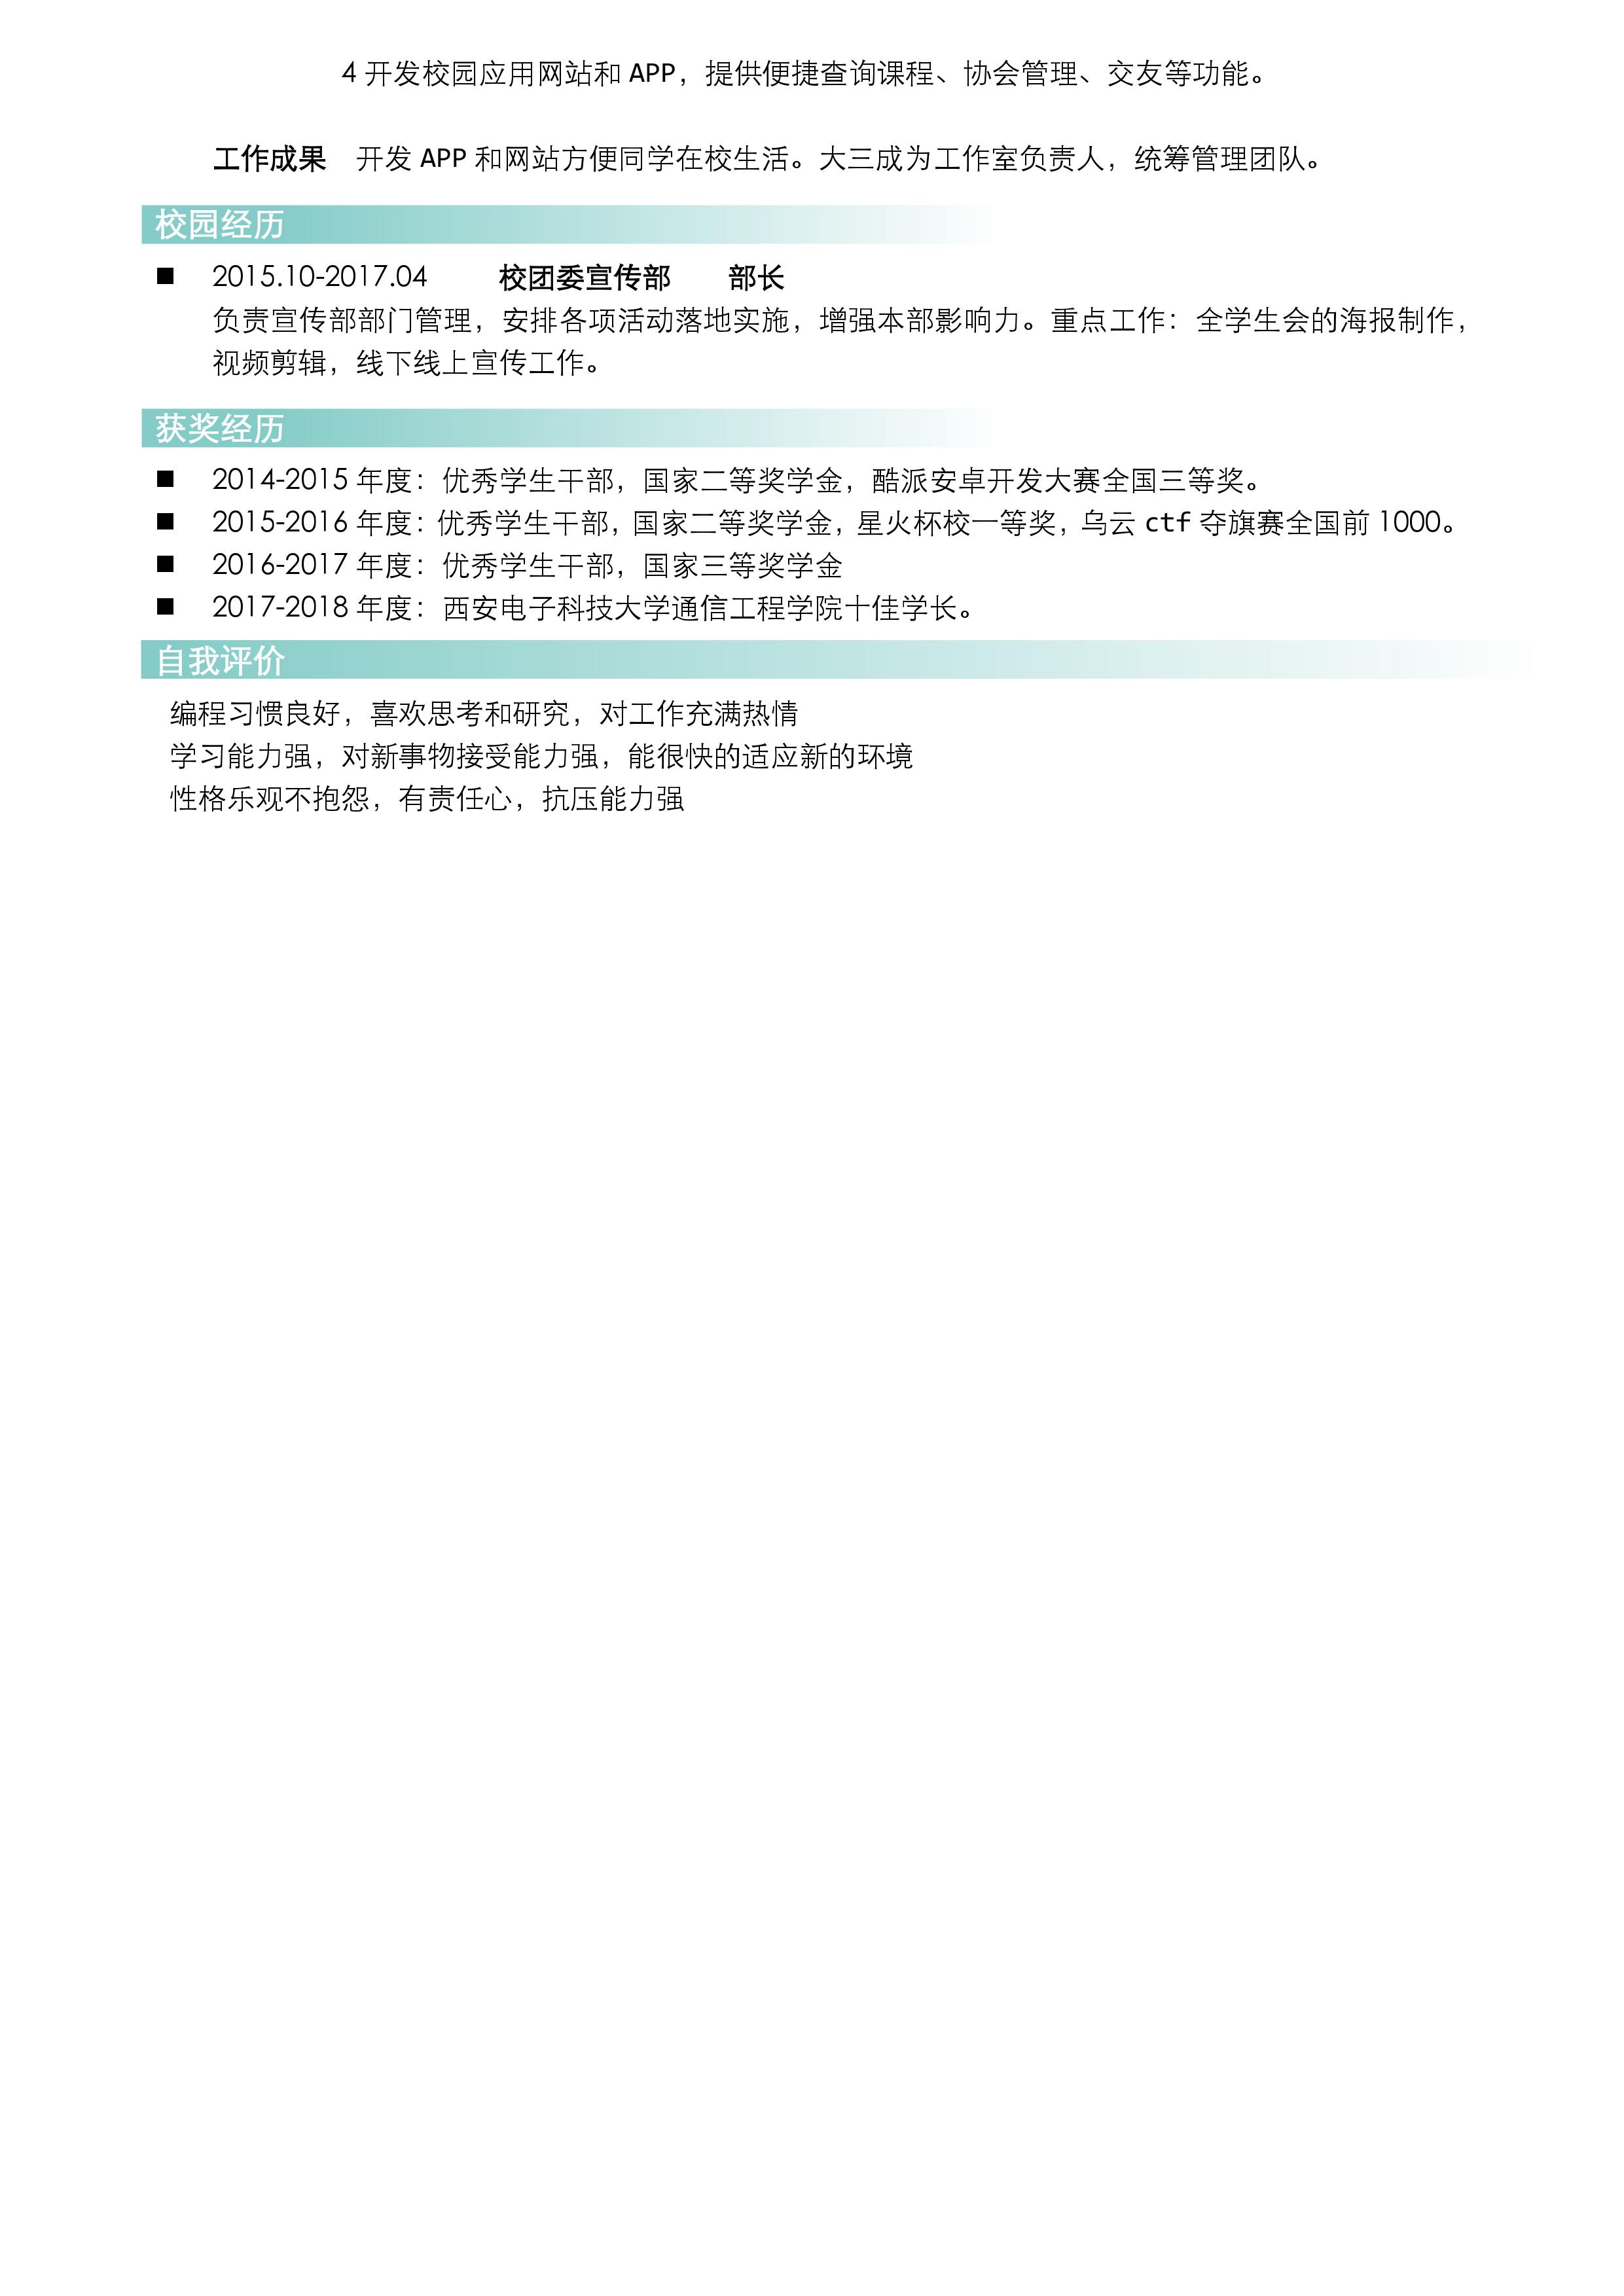 4 开发校园应用网站和 APP，提供便捷查询课程、协会管理、交友等功能。
工作成果 开发 APP 和网站方便同学在校生活。大三成为工作室负责人，统筹管理团队。
校园经历
■ 2015.10-2017.04 校团委宣传部 部长
负责宣传部部门管理，安排各项活动落地实施，增强本部影响力。重点工作：全学生会的海报制作，
视频剪辑，线下线上宣传工作。
获奖经历
■ 2014-2015 年度：优秀学生干部，国家二等奖学金，酷派安卓开发大赛全国三等奖。
■ 2015-2016 年度：优秀学生干部，国家二等奖学金，星火杯校一等奖，乌云 ctf 夺旗赛全国前 1000。
■ 2016-2017 年度：优秀学生干部，国家三等奖学金
■ 2017-2018 年度：西安电子科技大学通信工程学院十佳学长。
自我评价
编程习惯良好，喜欢思考和研究，对工作充满热情
学习能力强，对新事物接受能力强，能很快的适应新的环境
性格乐观不抱怨，有责任心，抗压能力强